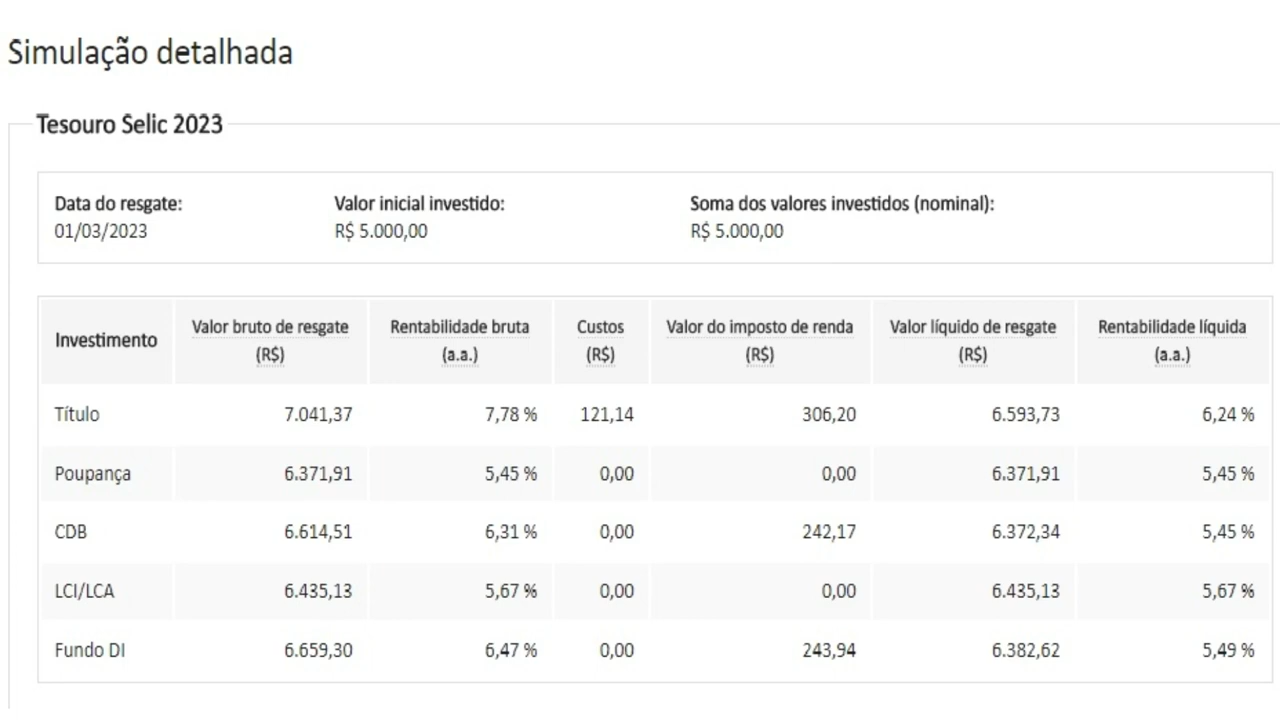 Simulação detalhada
Tesouro Selic 2023
Data do resgate: Valor inicial investido: Soma dos valores investidos (nominal):
01/03/2023 R$ 5.000,00 R$ 5.000,00
Investimento Valor bruto de resgate (R$) Rentabilidade bruta (a.a.) Custos (R$) Valor do imposto de renda (R$) Valor líquido de resgate (R$) Rentabilidade líquida (a.a.)
Título 7.041,37 7,78 % 121,14 306,20 6.593,73 6,24 %
Poupança 6.371,91 5,45 % 0,00 0,00 6.371,91 5,45 %
CDB 6.614,51 6,31 % 0,00 242,17 6.372,34 5,45 %
LCI/LCA 6.435,13 5,67 % 0,00 0,00 6.435,13 5,67 %
Fundo DI 6.659,30 6,47 % 0,00 243,94 6.382,62 5,49 %